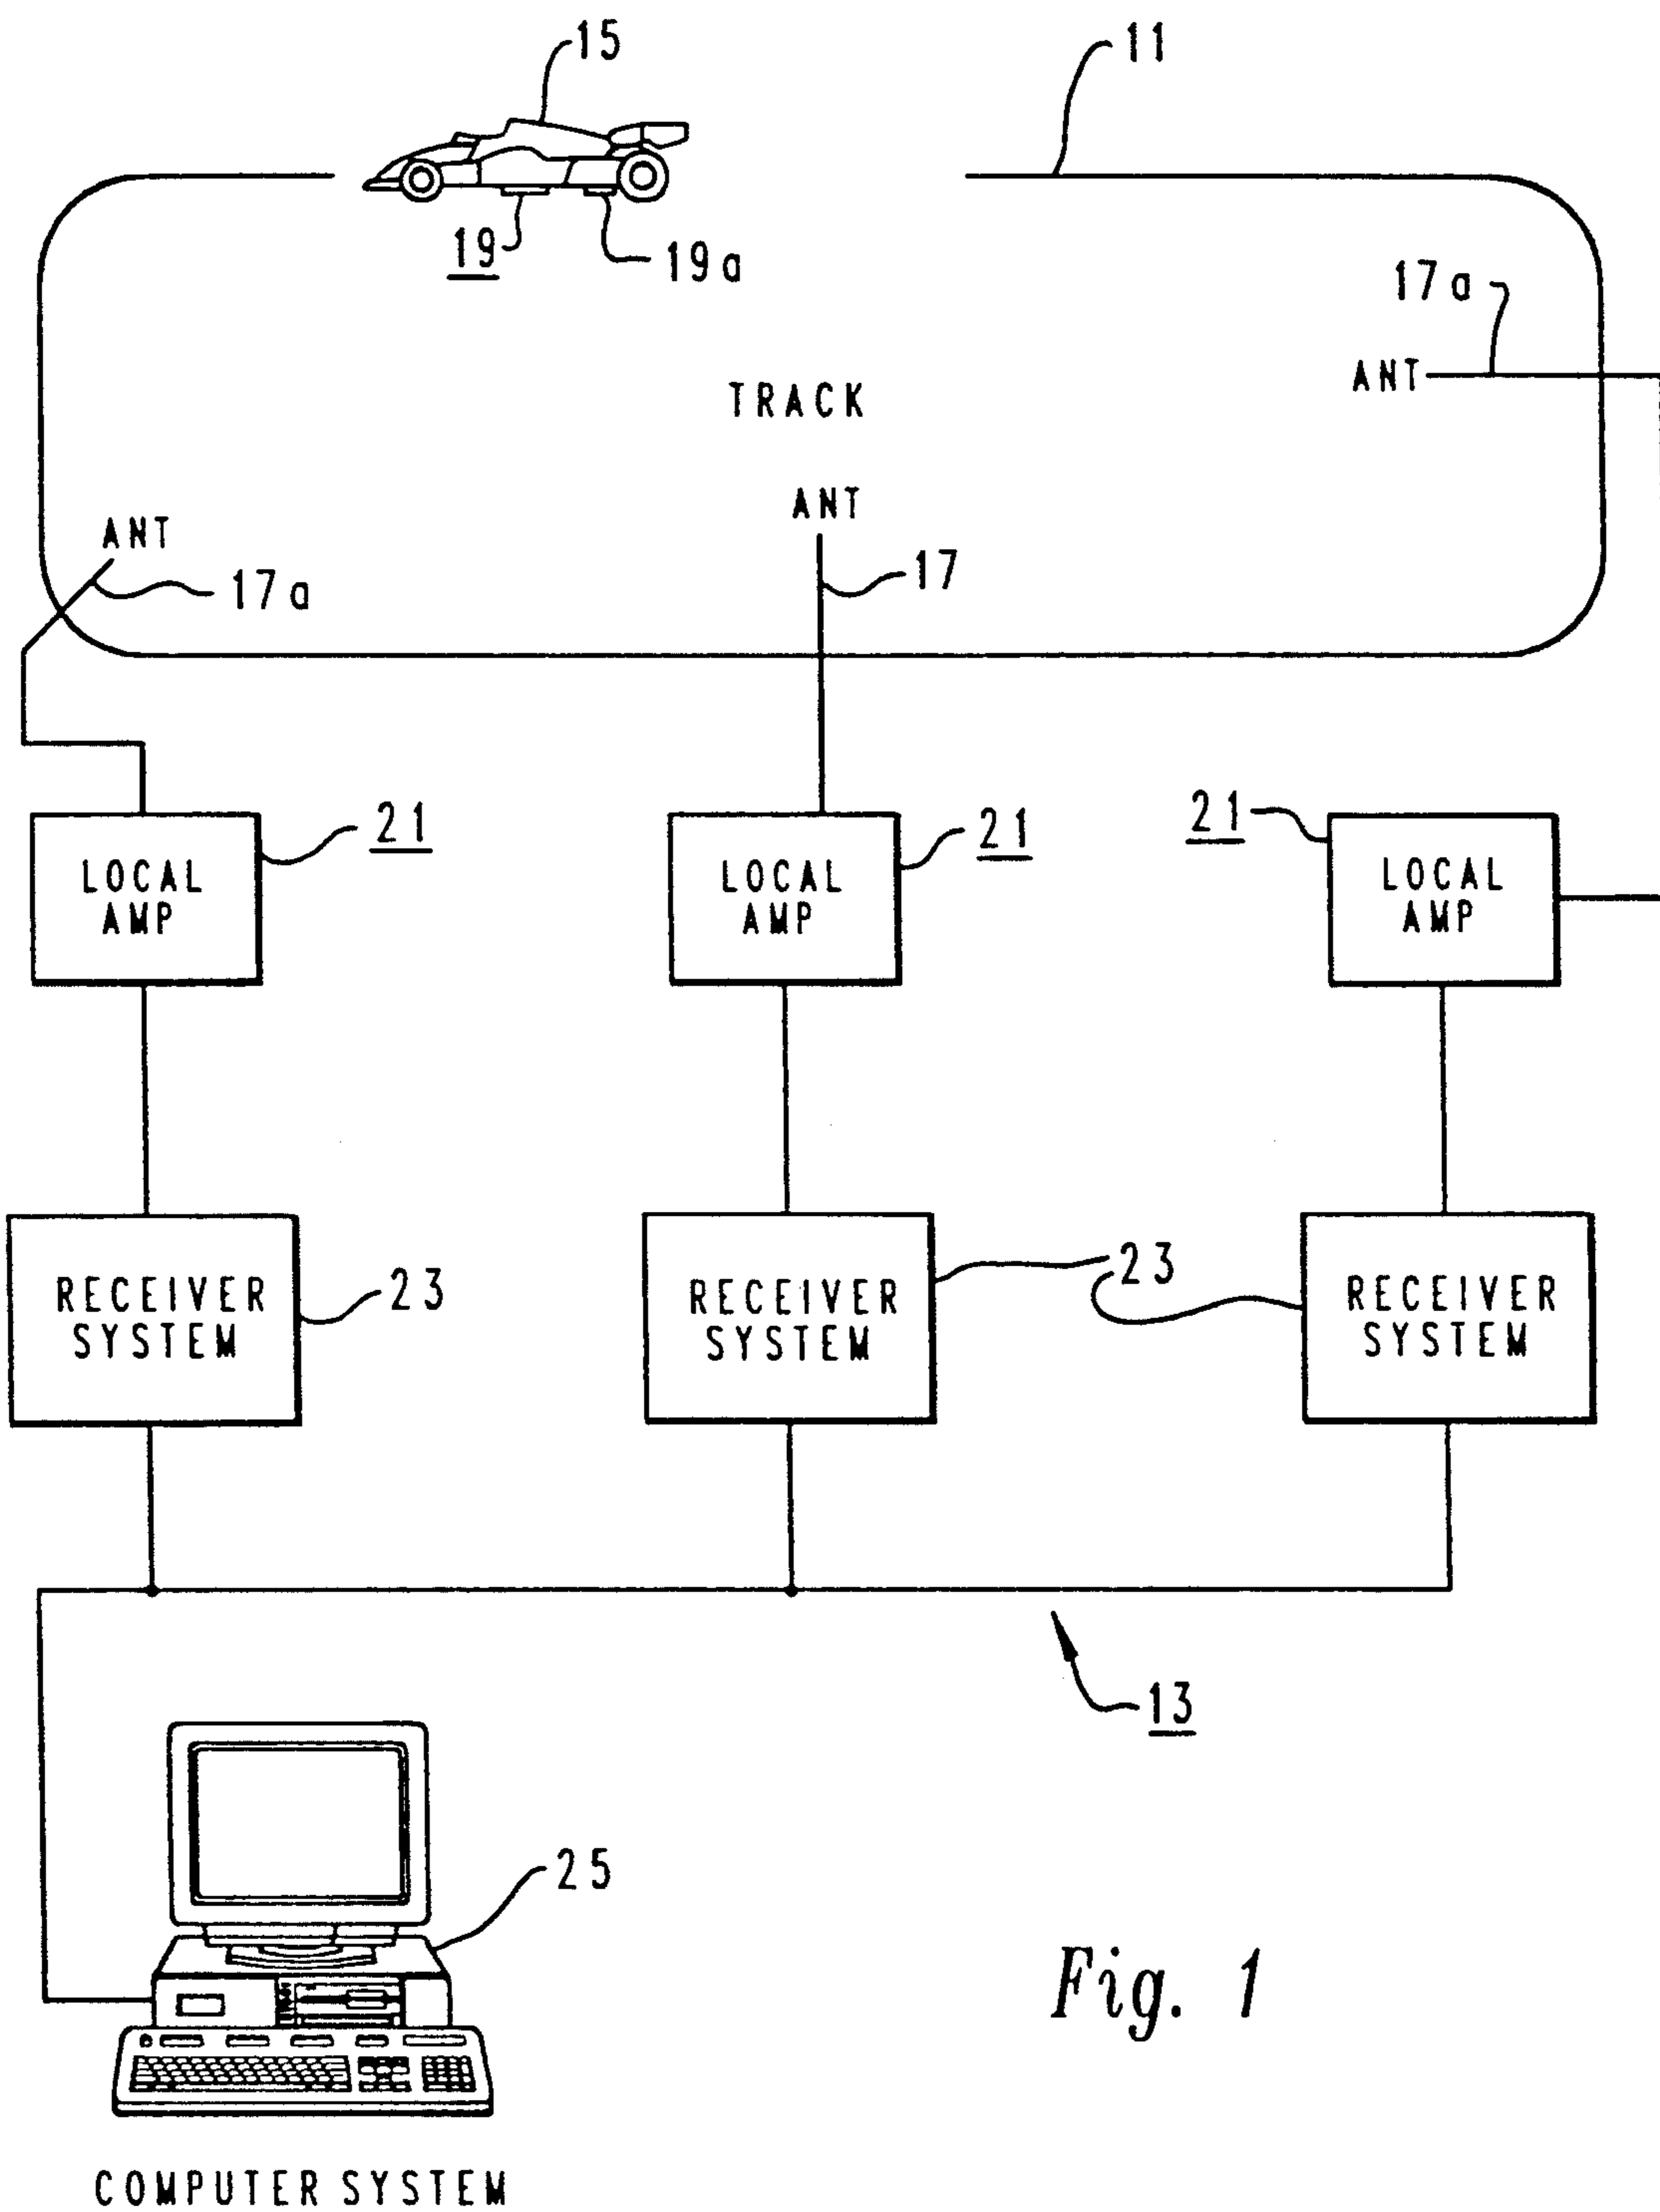 15
11
19
19a
17a
ANT
TRACK
ANT
ANT
17
17a
21
21
21
LOCAL
AMP
LOCAL
AMP
LOCAL
AMP
23
23
RECEIVER
SYSTEM
RECEIVER
SYSTEM
RECEIVER
SYSTEM
13
25
Fig. 1
COMPUTER SYSTEM